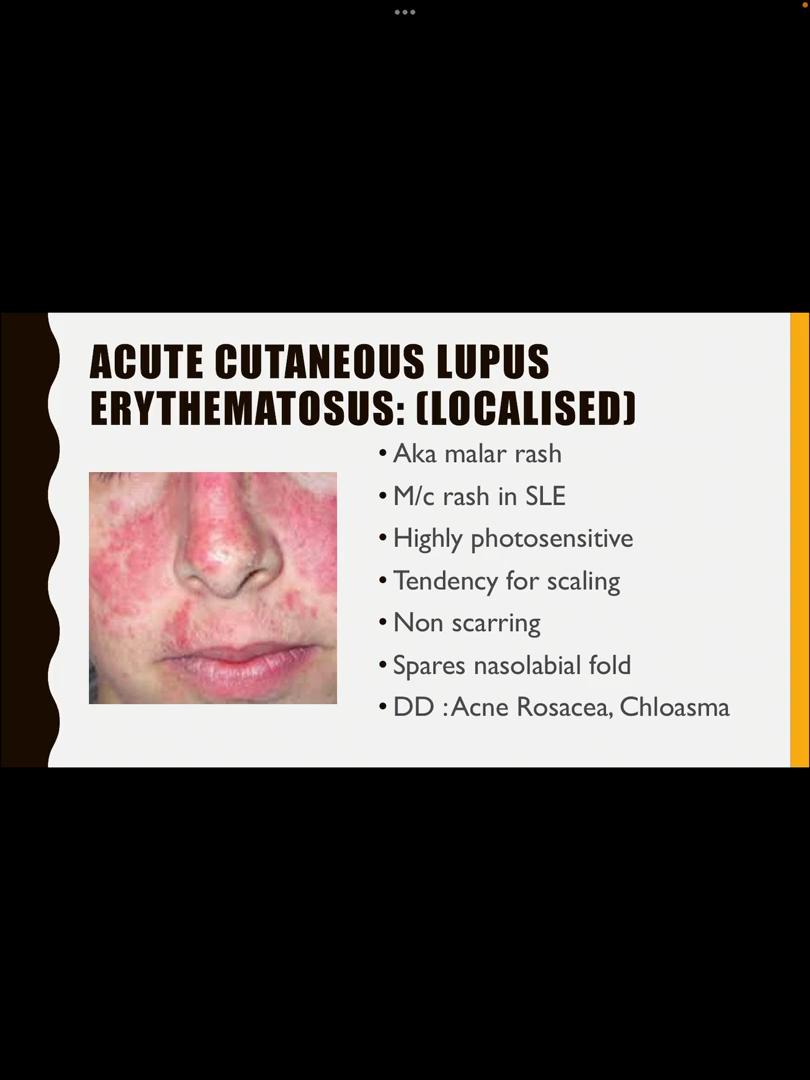 ACUTE CUTANEOUS LUPUS
ERYTHEMATOSUS: (LOCALISED)
• Aka malar rash
• M/c rash in SLE
• Highly photosensitive
• Tendency for scaling
• Non scarring
• Spares nasolabial fold
• DD : Acne Rosacea, Chloasma